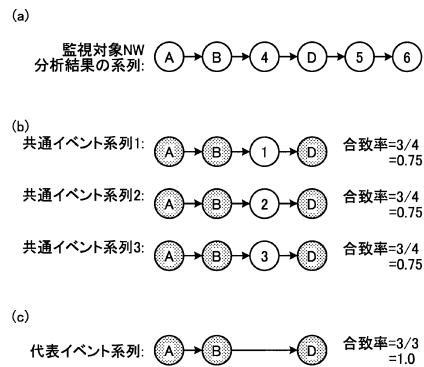 (a)
監視対象NW
分析結果の系列: A B 4 D 5 6
(b)
共通イベント系列1: A B 1 D 合致率=3/4
=0.75
共通イベント系列2: A B 2 D 合致率=3/4
=0.75
共通イベント系列3: A B 3 D 合致率=3/4
=0.75
(c)
代表イベント系列: A B D 合致率=3/3
=1.0